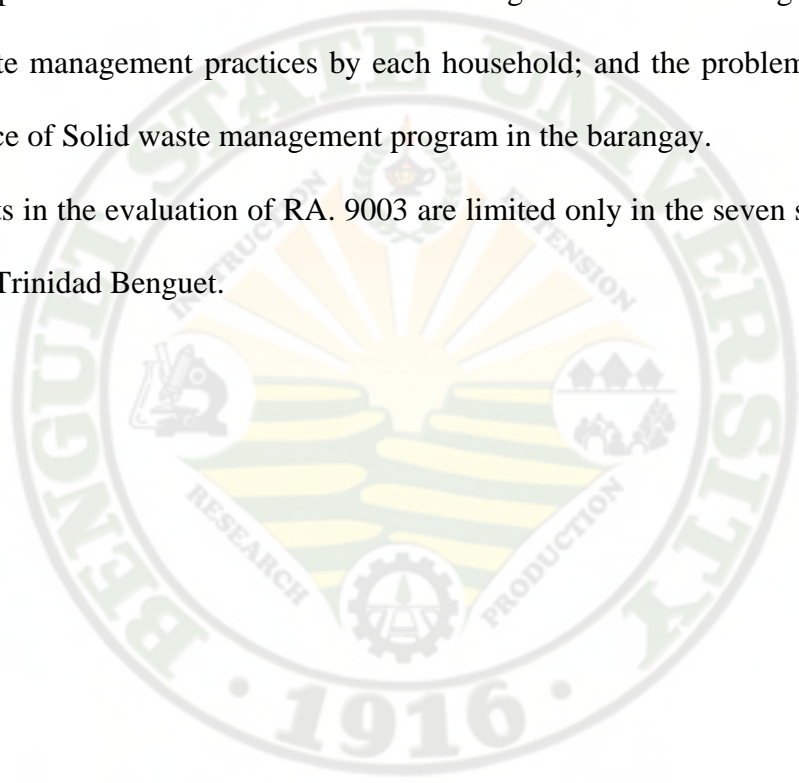 te management practices by each household; and the problem
ce of Solid waste management program in the barangay.
ts in the evaluation of RA. 9003 are limited only in the seven s
Trinidad Benguet.
BENGUET STATE UNIVERSITY
INSTRUCTION
EXTENSION
RESEARCH
PRODUCTION
1916